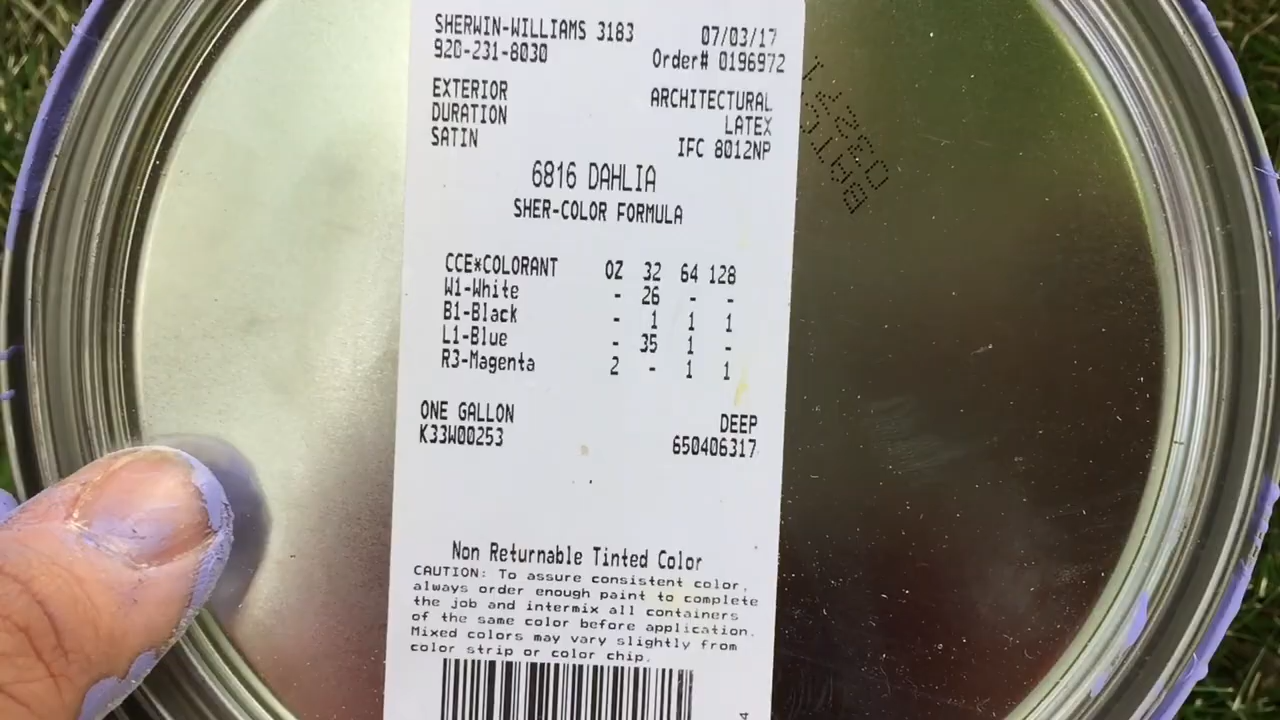 SHERWIN-WILLIAMS 3183 07/03/17
920-231-8030 Order# 0196972
EXTERIOR ARCHITECTURAL
DURATION LATEX
SATIN IFC 8012NP
6816 DAHLIA
SHER-COLOR FORMULA
CCE*COLORANT OZ 32 64 128
W1-White - 26 - -
B1-Black - 1 1 1
L1-Blue - 35 1 -
R3-Magenta 2 - 1 1
ONE GALLON DEEP
K33W00253 650406317
Non Returnable Tinted Color
CAUTION: To assure consistent color,
always order enough paint to complete
the job and intermix all containers
of the same color before application.
Mixed colors may vary slightly from
color strip or color chip.